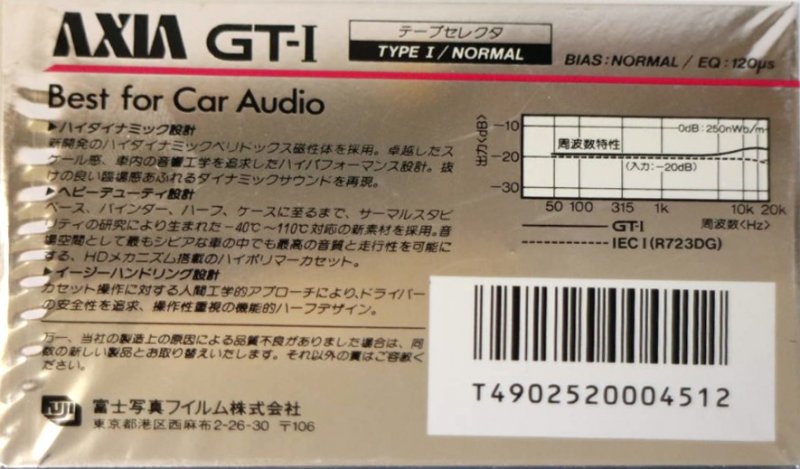 AXIA GT-I
テープセレクタ
TYPE I/NORMAL
BIAS:NORMAL / EQ:120μs
Best for Car Audio
▶ハイダイナミック設計
新開発のハイダイナミックベリドックス磁性体を採用。卓越したス
ケール感、車内の音響工学を追求したハイパフォーマンス設計。抜
けの良い臨場感あふれるダイナミックサウンドを再現。
▶ヘビーデューティ設計
ベース、バインダー、ハーフ、ケースに至るまで、サーマルスタビ
リティの研究により生まれた-40℃~110℃対応の新素材を採用。音
場空間として最もシビアな車の中でも最高の音質と走行性を可能に
する、HDメカニズム搭載のハイポリマーカセット。
▶イージーハンドリング設計
カセット操作に対する人間工学的アプローチにより、ドライバー
の安全性を追求、操作性重視の機能的ハーフデザイン。
万一、当社の製造上の原因による品質不良がありました場合は、同
数の新しい製品とお取り替えいたします。それ以外の責はご容赦く
ださい。
FUJI 富士写真フイルム株式会社
東京都港区西麻布2-26-30 〒106
出力<dB>
-10
-20
-30
0dB:250nWb/m
周波数特性
(入力:-20dB)
50 100 315 1k 10k 20k
周波数<Hz>
GT-I
IEC I (R723DG)
T4902520004512